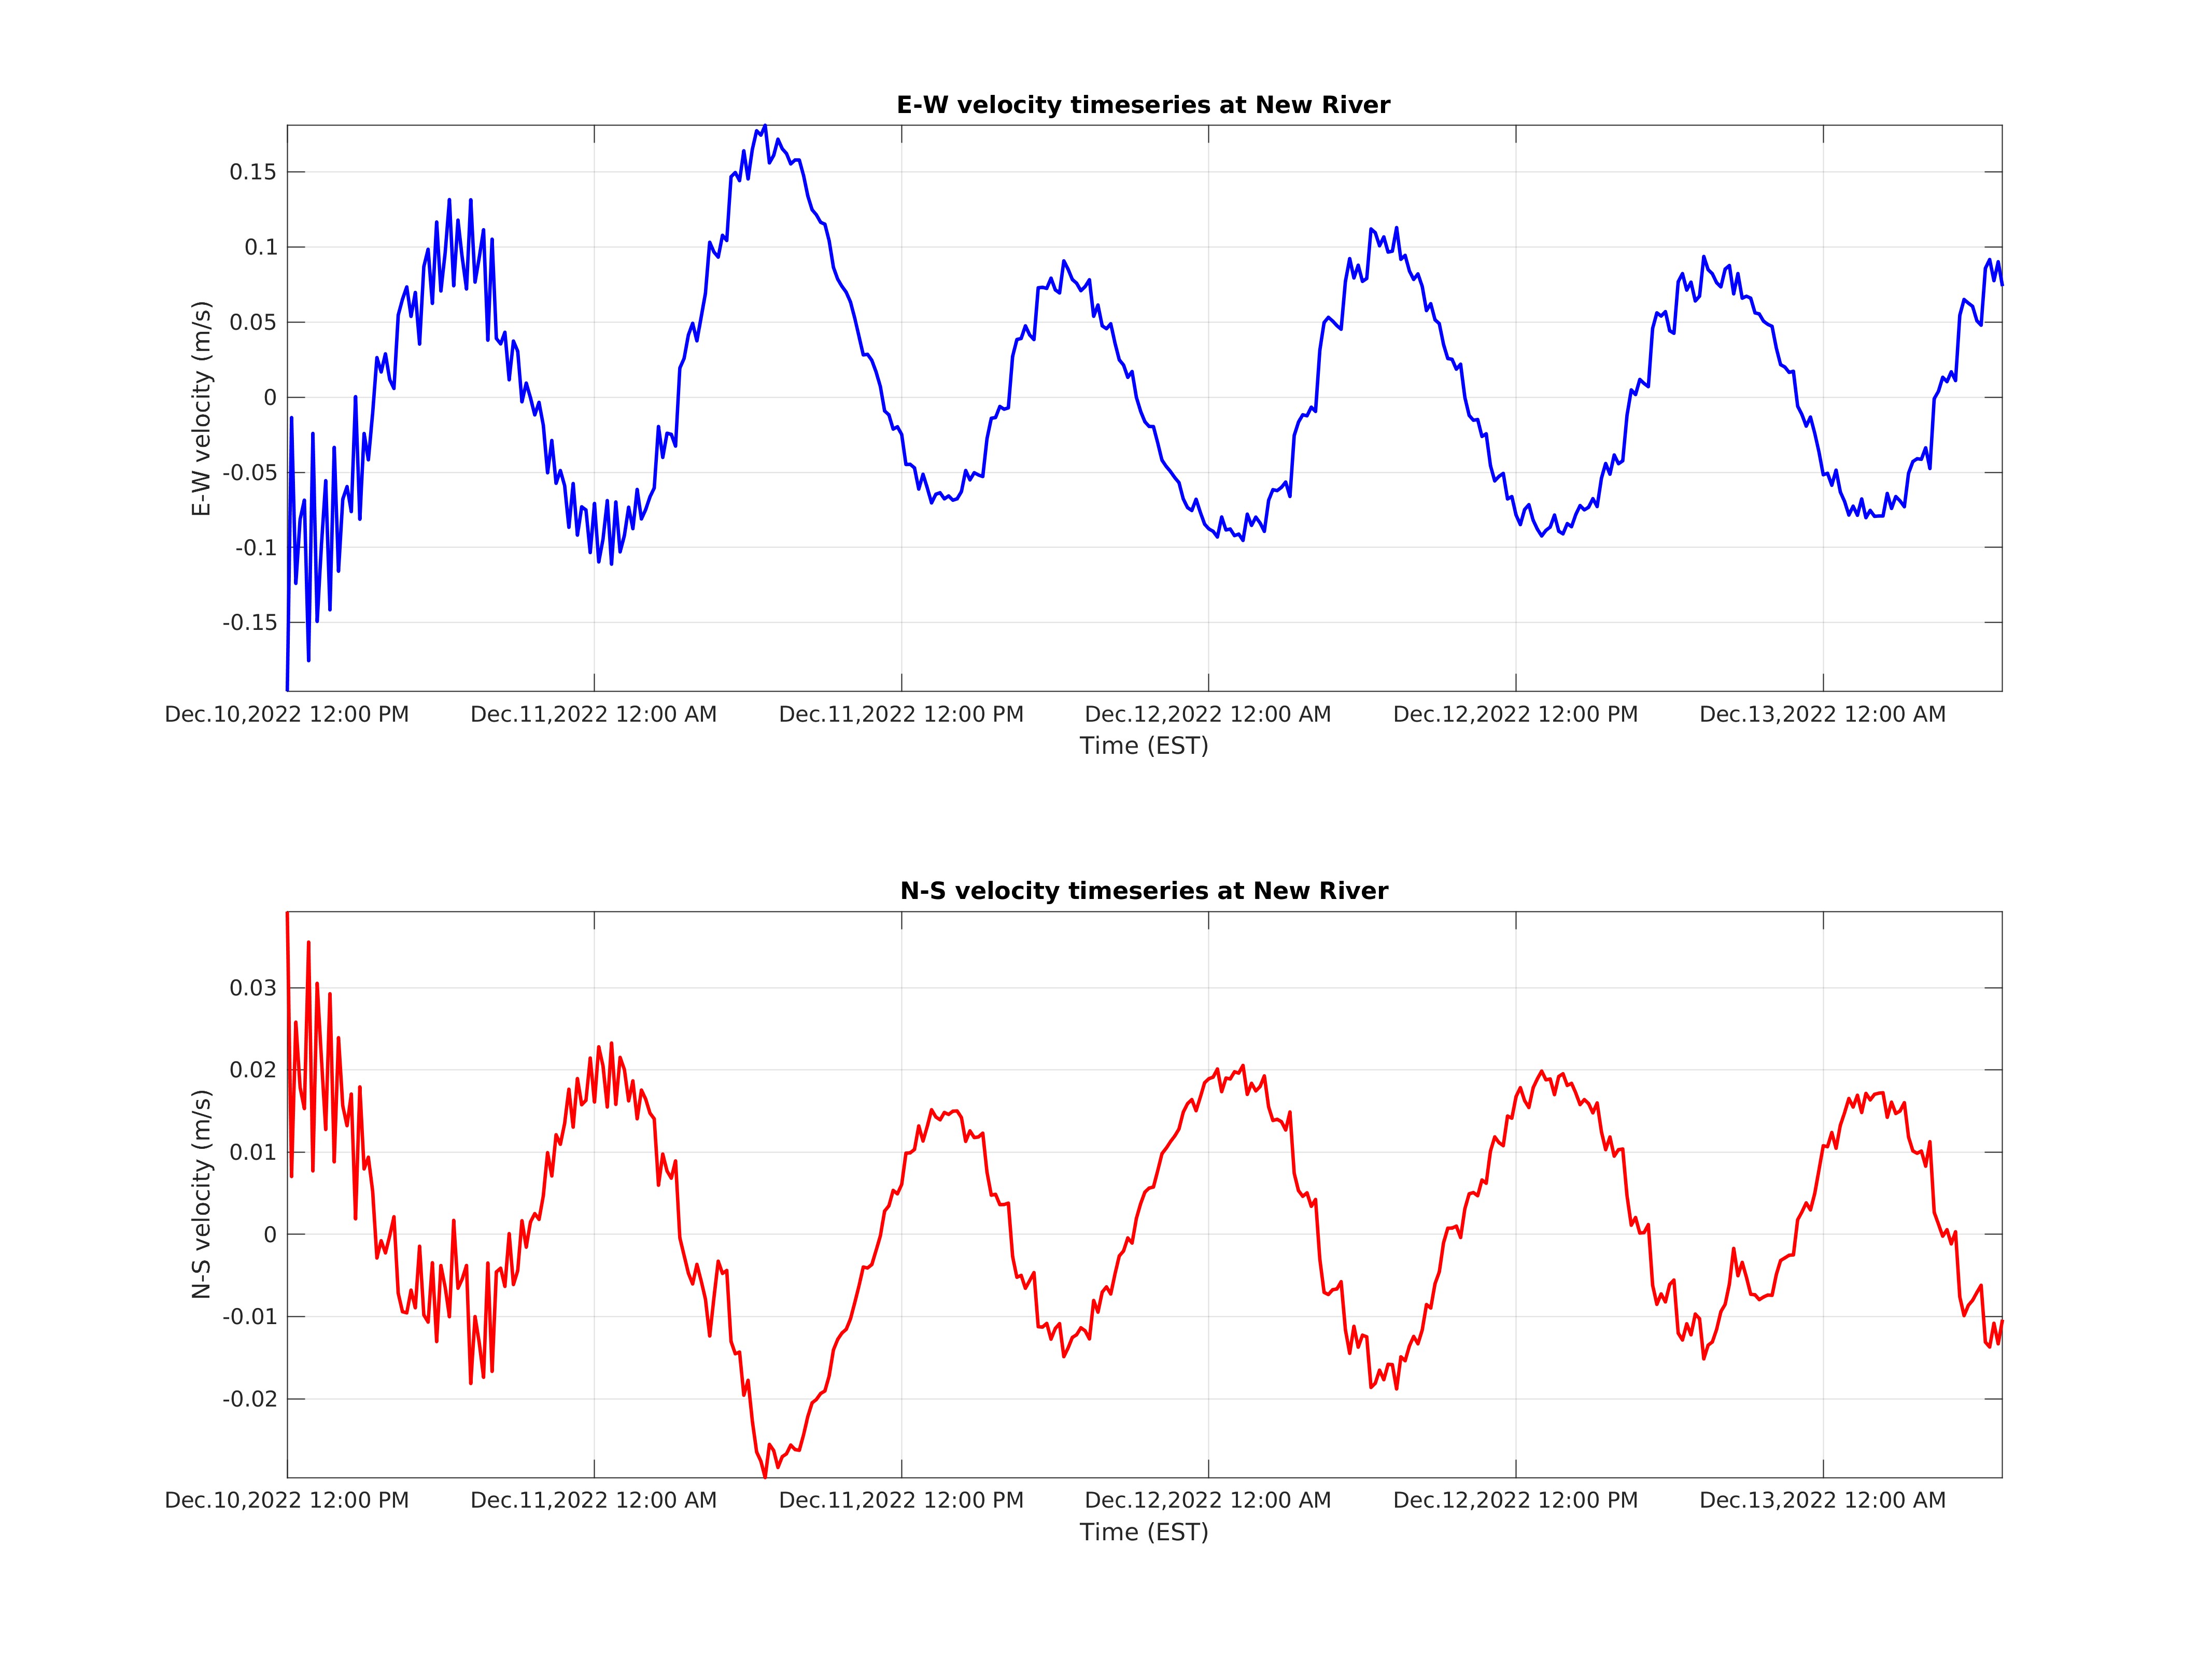 E-W velocity timeseries at New River
E-W velocity (m/s)
0.15
0.1
0.05
0
-0.05
-0.1
-0.15
Dec.10,2022 12:00 PM Dec.11,2022 12:00 AM Dec.11,2022 12:00 PM Dec.12,2022 12:00 AM Dec.12,2022 12:00 PM Dec.13,2022 12:00 AM
Time (EST)
N-S velocity timeseries at New River
N-S velocity (m/s)
0.03
0.02
0.01
0
-0.01
-0.02
Dec.10,2022 12:00 PM Dec.11,2022 12:00 AM Dec.11,2022 12:00 PM Dec.12,2022 12:00 AM Dec.12,2022 12:00 PM Dec.13,2022 12:00 AM
Time (EST)